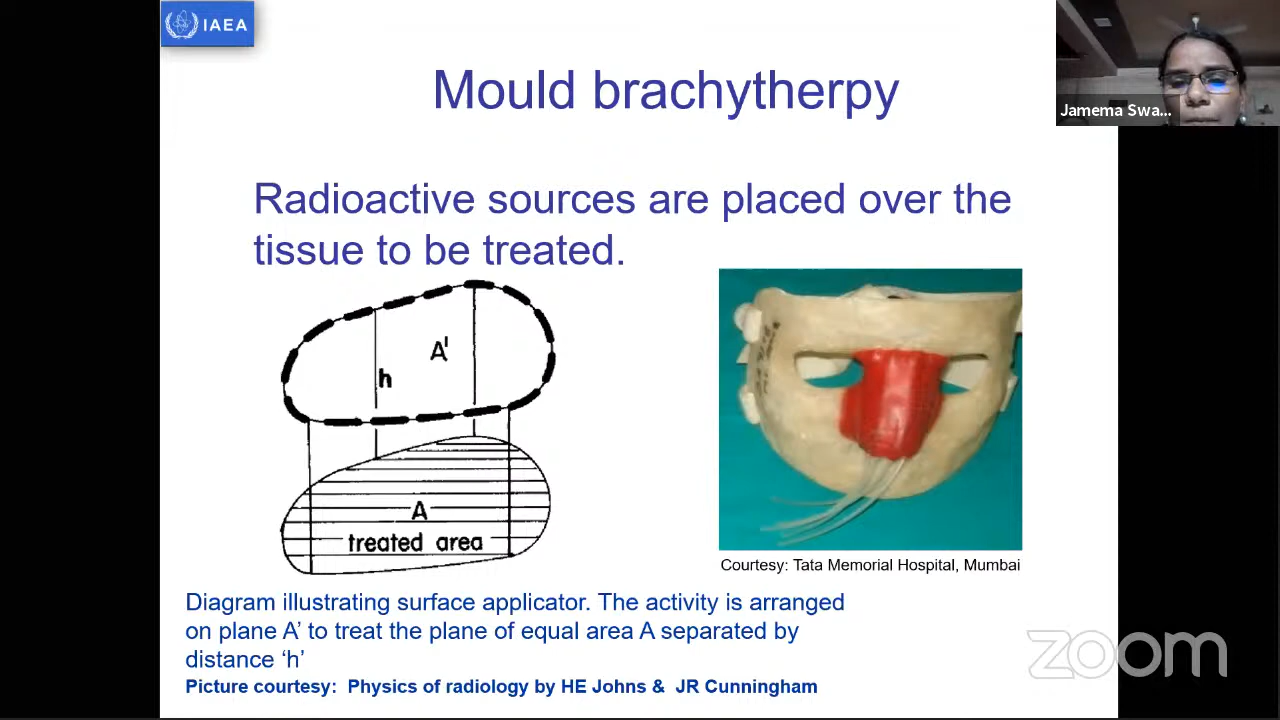 IAEA
Jamema Swa...
Mould brachytherpy
Radioactive sources are placed over the
tissue to be treated.
A'
h
A
treated area
Courtesy: Tata Memorial Hospital, Mumbai
Diagram illustrating surface applicator. The activity is arranged
on plane A’ to treat the plane of equal area A separated by
distance ‘h’
Picture courtesy: Physics of radiology by HE Johns & JR Cunningham
zoom